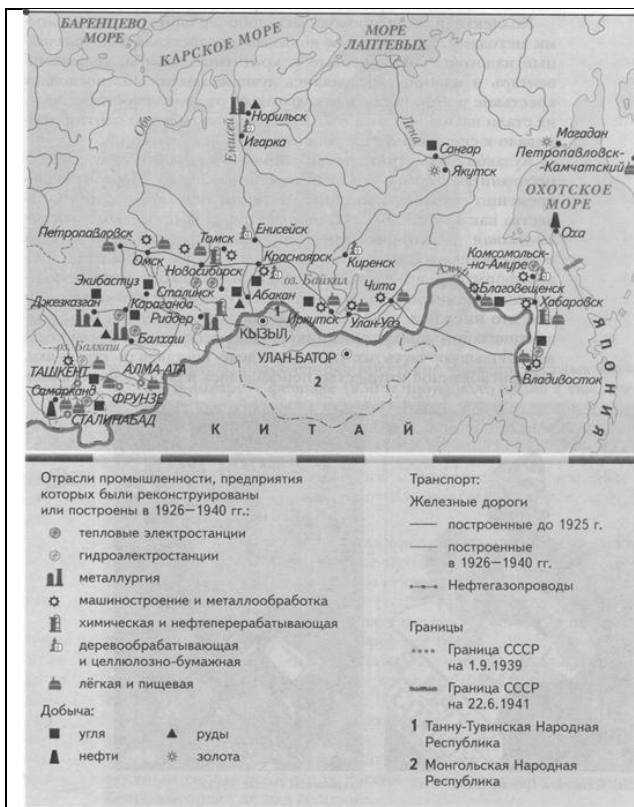 БАРЕНЦЕВО
МОРЕ
КАРСКОЕ МОРЕ
МОРЕ
ЛАПТЕВЫХ
Норильск
Игарка
Обь
Енисей
Лена
Сангар
Якутск
Магадан
Петропавловск-
-Камчатский
ОХОТСКОЕ
МОРЕ
Оха
Петропавловск
Омск
Томск
Новосибирск
Енисейск
Красноярск
Киренск
оз. Байкал
Чита
Амур
Комсомольск-
на-Амуре
Благовещенск
Хабаровск
Экибастуз
Сталинск
Абакан
Джезказган
Караганда
Риддер
1
КЫЗЫЛ
Иркутск
Улан-Удэ
Балхаш
УЛАН-БАТОР
2
оз. Балхаш
ТАШКЕНТ
АЛМА-АТА
Самарканд
ФРУНЗЕ
СТАЛИНАБАД
Владивосток
ЯПОНИЯ
КИТАЙ
Отрасли промышленности, предприятия
которых были реконструированы
или построены в 1926—1940 гг.:
тепловые электростанции
гидроэлектростанции
металлургия
машиностроение и металлообработка
химическая и нефтеперерабатывающая
деревообрабатывающая
и целлюлозно-бумажная
лёгкая и пищевая
Добыча:
угля
руды
нефти
золота
Транспорт:
Железные дороги
построенные до 1925 г.
построенные
в 1926—1940 гг.
Нефтегазопроводы
Границы
Граница СССР
на 1.9.1939
Граница СССР
на 22.6.1941
1 Танну-Тувинская Народная
Республика
2 Монгольская Народная
Республика